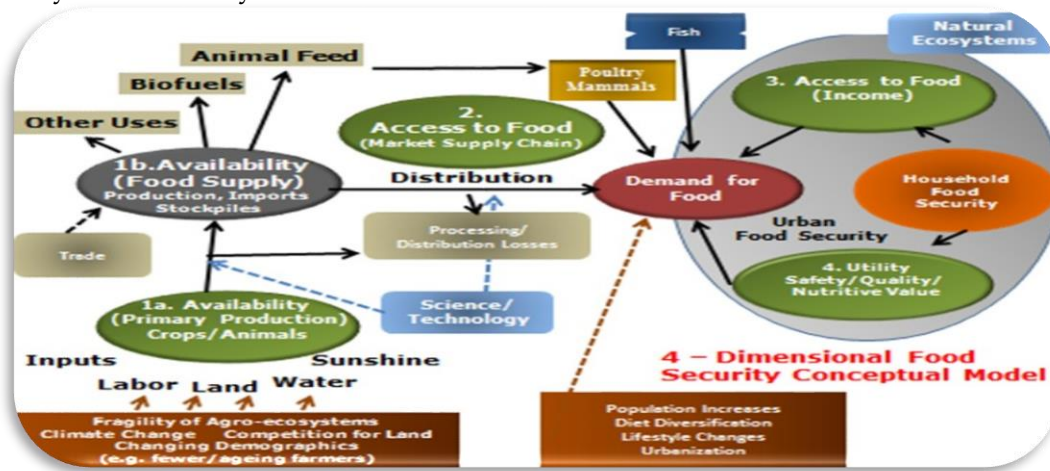 Fish
Natural
Ecosystems
Animal Feed
Biofuels
Other Uses
Poultry
Mammals
3. Access to Food
(Income)
2.
Access to Food
(Market Supply Chain)
1b.Availability
(Food Supply)
Production, Imports
Stockpiles
Distribution
Demand for
Food
Household
Food
Security
Urban
Food Security
Trade
Processing/
Distribution Losses
4. Utility
Safety/Quality/
Nutritive Value
1a. Availability
(Primary Production)
Crops/Animals
Science/
Technology
Inputs
Sunshine
Labor
Land
Water
4 – Dimensional Food
Security Conceptual Model
Fragility of Agro-ecosystems
Climate Change Competition for Land
Changing Demographics
(e.g. fewer/ageing farmers)
Population Increases
Diet Diversification
Lifestyle Changes
Urbanization